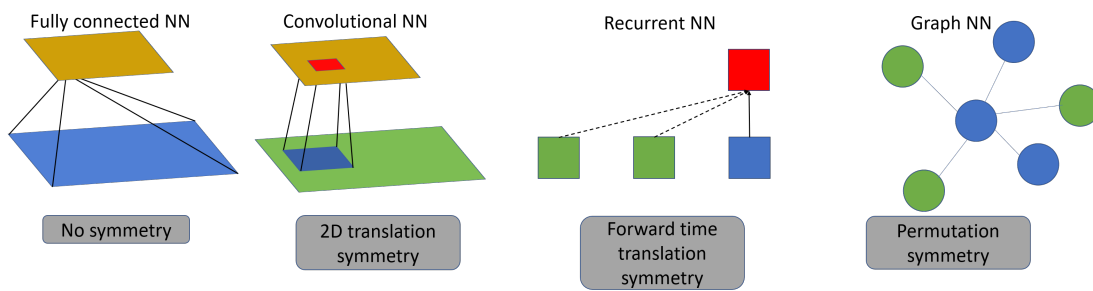 Fully connected NN
Convolutional NN
Recurrent NN
Graph NN
No symmetry
2D translation
symmetry
Forward time
translation
symmetry
Permutation
symmetry